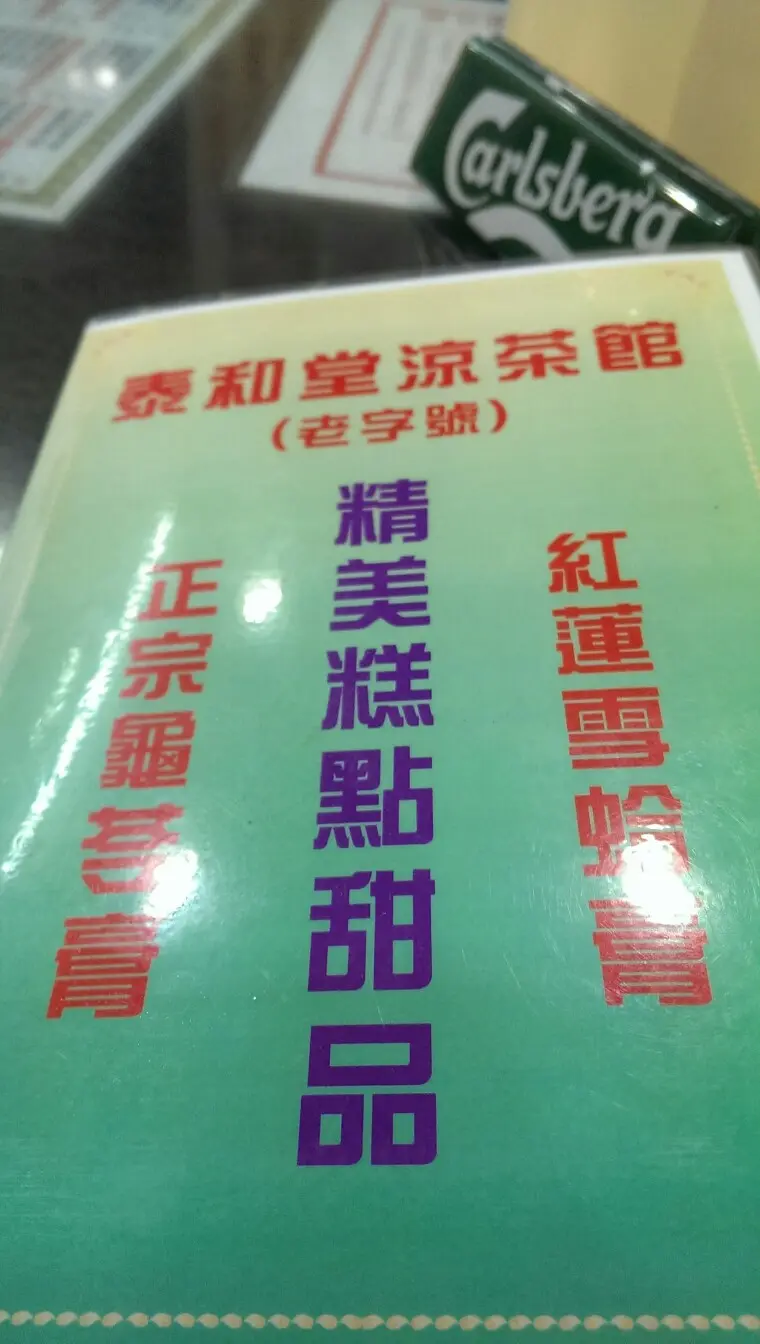 Carlsberg
泰和堂涼茶館
(老字號)
紅蓮雪蛤膏
精美糕點甜品
正宗龜苓膏